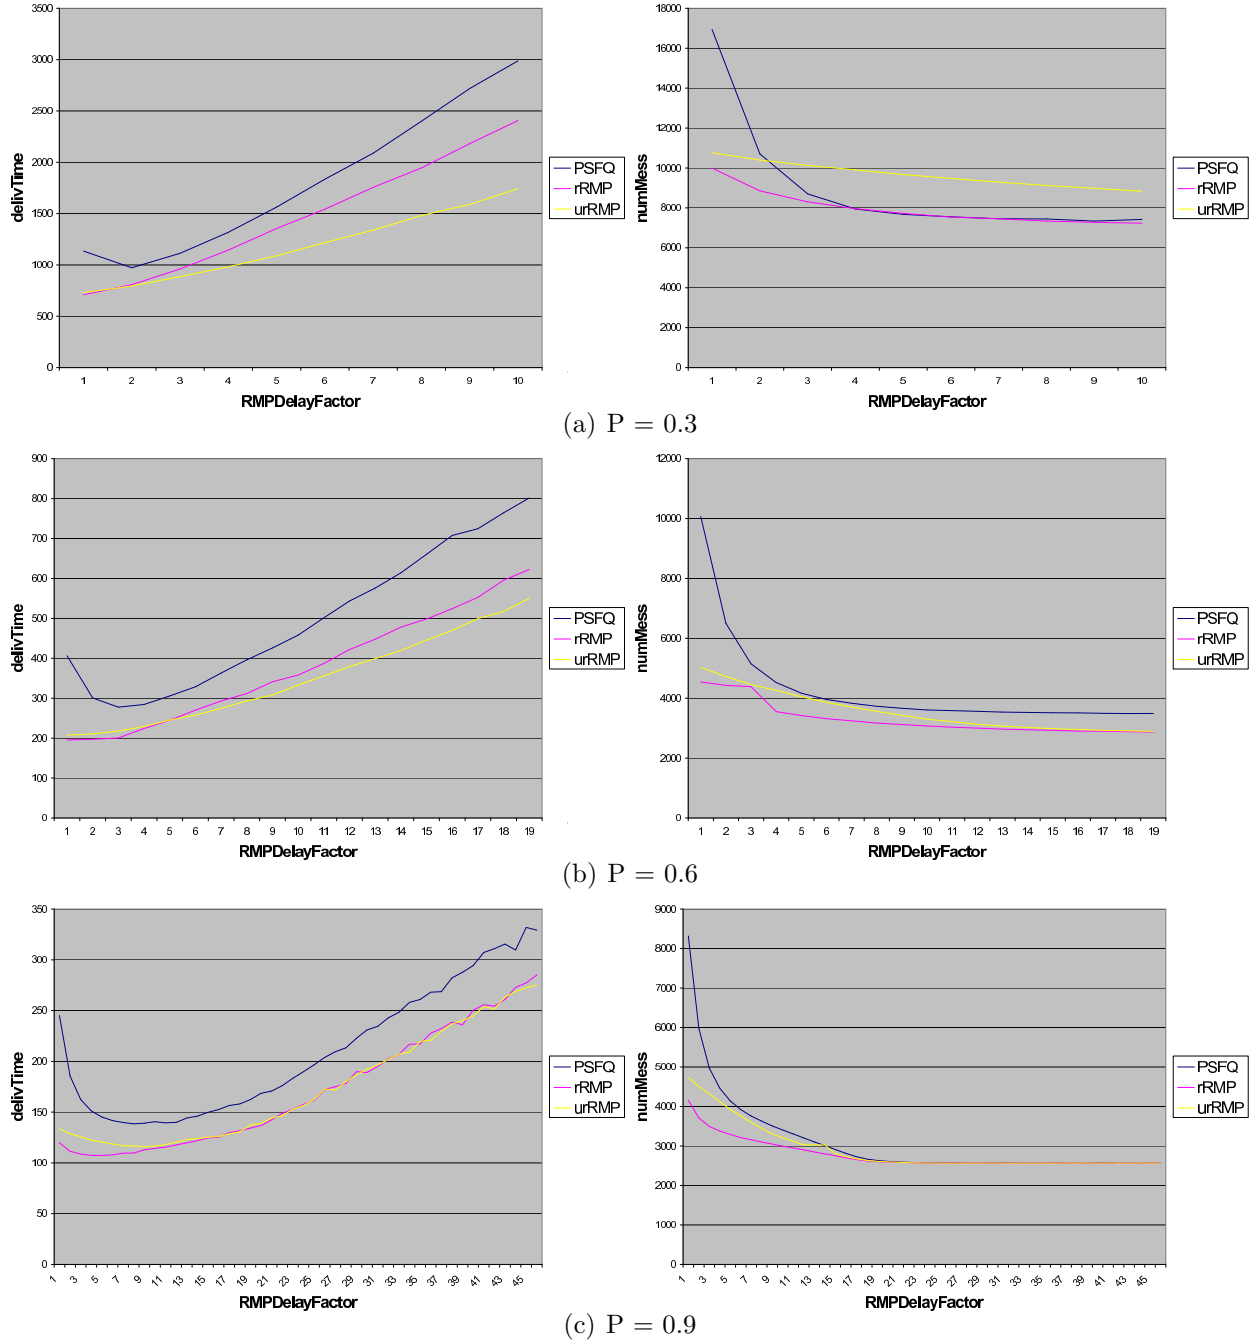 3500
3000
2500
2000
1500
1000
500
0
delivTime
1 2 3 4 5 6 7 8 9 10
RMPDelayFactor
PSFQ
rRMP
urRMP
18000
16000
14000
12000
10000
8000
6000
4000
2000
0
numMess
1 2 3 4 5 6 7 8 9 10
RMPDelayFactor
PSFQ
rRMP
urRMP
(a) P = 0.3
900
800
700
600
500
400
300
200
100
0
delivTime
1 2 3 4 5 6 7 8 9 10 11 12 13 14 15 16 17 18 19
RMPDelayFactor
PSFQ
rRMP
urRMP
12000
10000
8000
6000
4000
2000
0
numMess
1 2 3 4 5 6 7 8 9 10 11 12 13 14 15 16 17 18 19
RMPDelayFactor
PSFQ
rRMP
urRMP
(b) P = 0.6
350
300
250
200
150
100
50
0
delivTime
1 3 5 7 9 11 13 15 17 19 21 23 25 27 29 31 33 35 37 39 41 43 45
RMPDelayFactor
PSFQ
rRMP
urRMP
9000
8000
7000
6000
5000
4000
3000
2000
1000
0
numMess
1 3 5 7 9 11 13 15 17 19 21 23 25 27 29 31 33 35 37 39 41 43 45
RMPDelayFactor
PSFQ
rRMP
urRMP
(c) P = 0.9